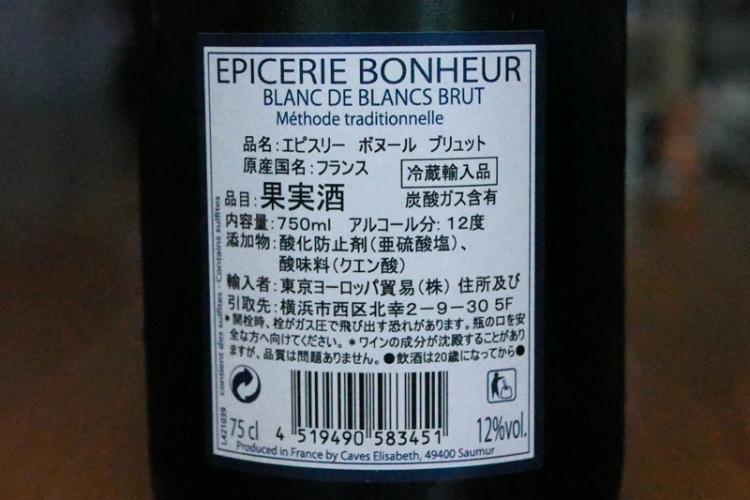 EPICERIE BONHEUR
BLANC DE BLANCS BRUT
Méthode traditionnelle
品名：エピスリー ボヌール ブリュット
原産国名：フランス
冷蔵輸入品
品目：果実酒
炭酸ガス含有
内容量：750ml アルコール分：12度
添加物：酸化防止剤（亜硫酸塩）、
酸味料（クエン酸）
輸入者：東京ヨーロッパ貿易（株） 住所及び
引取先：横浜市西区北幸2-9-30 5F
＊開栓時、栓がガス圧で飛び出す恐れがあります。瓶の口を安
全な方へ向けてください。＊ワインの成分が沈殿することがあり
ますが、品質は問題ありません。●飲酒は20歳になってから●
L421039 contient des sulfites - Contains sulfites
75 cl
4 519490 583451
12%vol.
Produced in France by Caves Elisabeth, 49400 Saumur